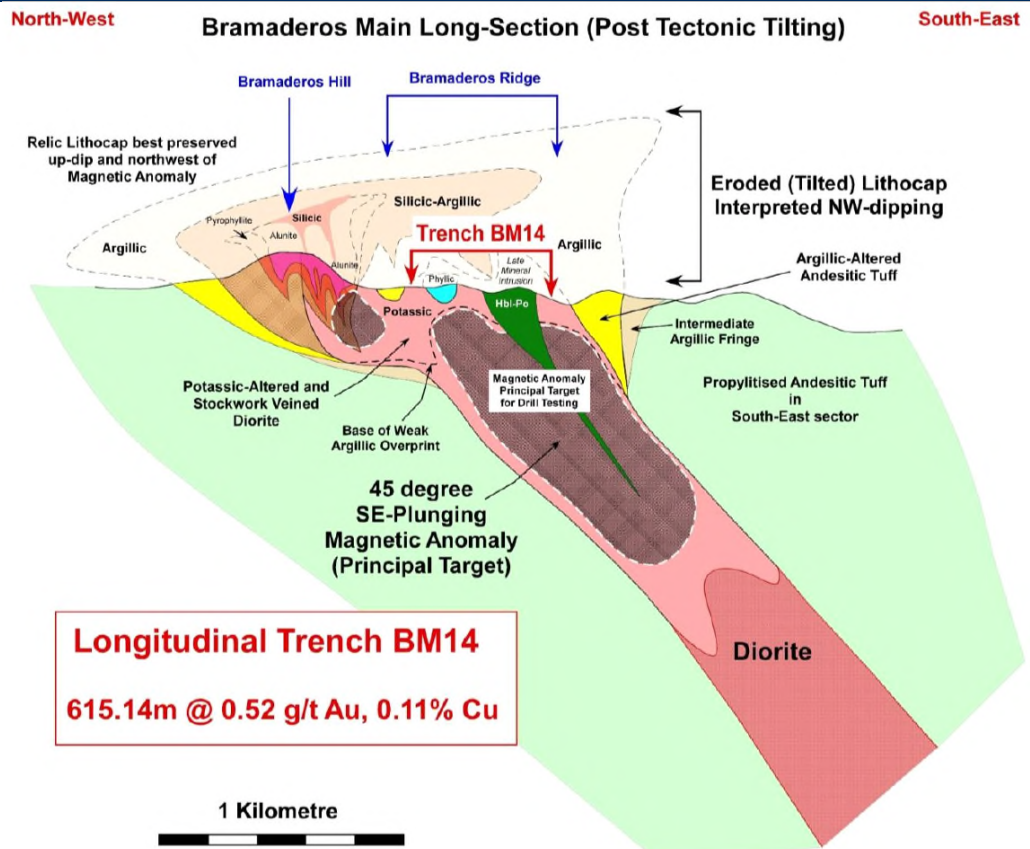 North-West
South-East
Bramaderos Main Long-Section (Post Tectonic Tilting)
Bramaderos Hill
Bramaderos Ridge
Relic Lithocap best preserved
up-dip and northwest of
Magnetic Anomaly
Eroded (Tilted) Lithocap
Interpreted NW-dipping
Silicic-Argillic
Pyrophyllite
Silicic
Alunite
Argillic
Trench BM14
Argillic
Alunite
Late
Mineral
Intrusion
Phyllic
Argillic-Altered
Andesitic Tuff
Hbl-Po
Potassic
Intermediate
Argillic Fringe
Magnetic Anomaly
Principal Target
for Drill Testing
Potassic-Altered and
Stockwork Veined
Diorite
Propylitised Andesitic Tuff
in
South-East sector
Base of Weak
Argillic Overprint
45 degree
SE-Plunging
Magnetic Anomaly
(Principal Target)
Longitudinal Trench BM14
615.14m @ 0.52 g/t Au, 0.11% Cu
Diorite
1 Kilometre